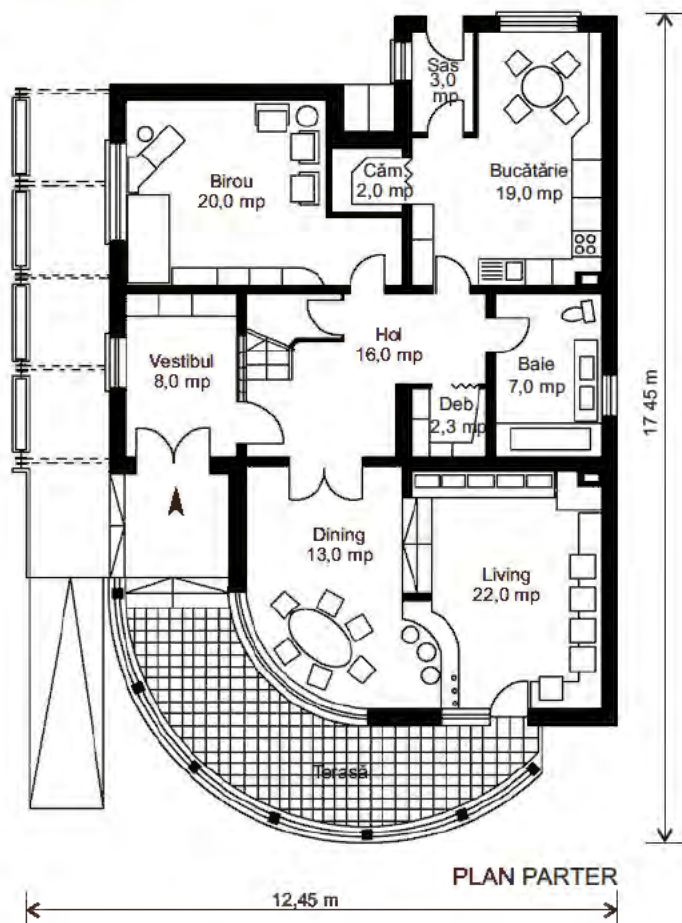 Sas
3,0
mp
Birou
20,0 mp
Căm
2,0 mp
Bucătărie
19,0 mp
Vestibul
8,0 mp
Hol
16,0 mp
Baie
7,0 mp
Deb
2,3 mp
Dining
13,0 mp
Living
22,0 mp
Terasă
17 45 m
PLAN PARTER
12,45 m